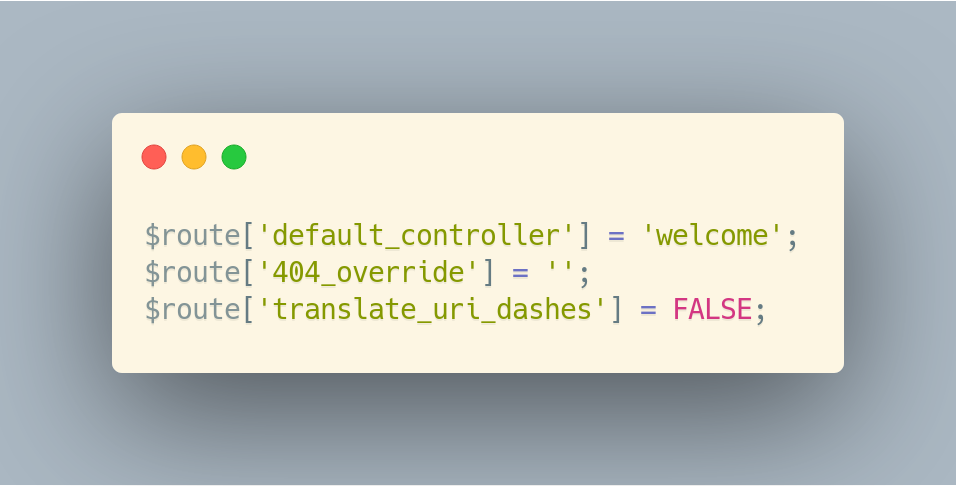 $route['default_controller'] = 'welcome';
$route['404_override'] = '';
$route['translate_uri_dashes'] = FALSE;